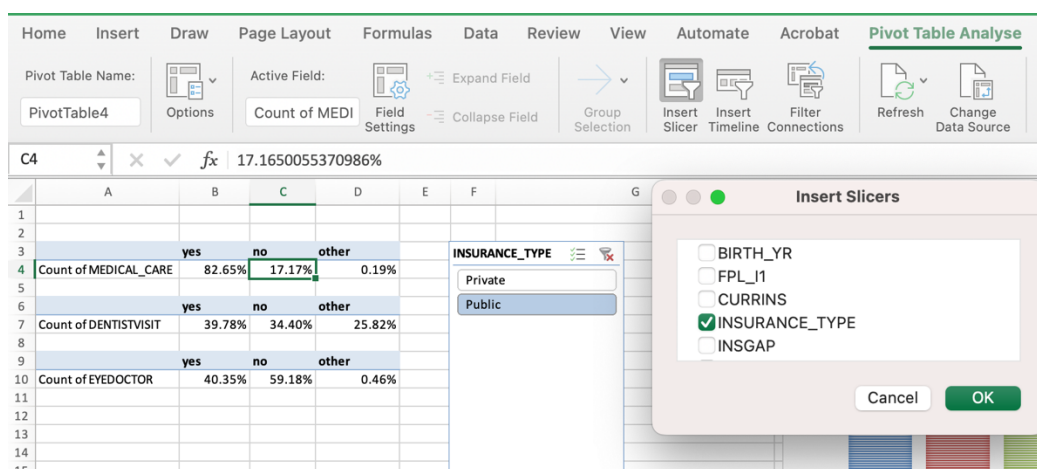 Home Insert Draw Page Layout Formulas Data Review View Automate Acrobat Pivot Table Analyse
Pivot Table Name:
PivotTable4
Options
Active Field:
Count of MEDI
Field
Settings
Expand Field
Collapse Field
Group
Selection
Insert
Slicer
Insert
Timeline
Filter
Connections
Refresh
Change
Data Source
C4 fx 17.1650055370986%
A B C D E F G
1
2
3 yes no other
4 Count of MEDICAL_CARE 82.65% 17.17% 0.19%
5
6 yes no other
7 Count of DENTISTVISIT 39.78% 34.40% 25.82%
8
9 yes no other
10 Count of EYEDOCTOR 40.35% 59.18% 0.46%
11
12
13
14
INSURANCE_TYPE
Private
Public
Insert Slicers
BIRTH_YR
FPL_I1
CURRINS
INSURANCE_TYPE
INSGAP
Cancel OK